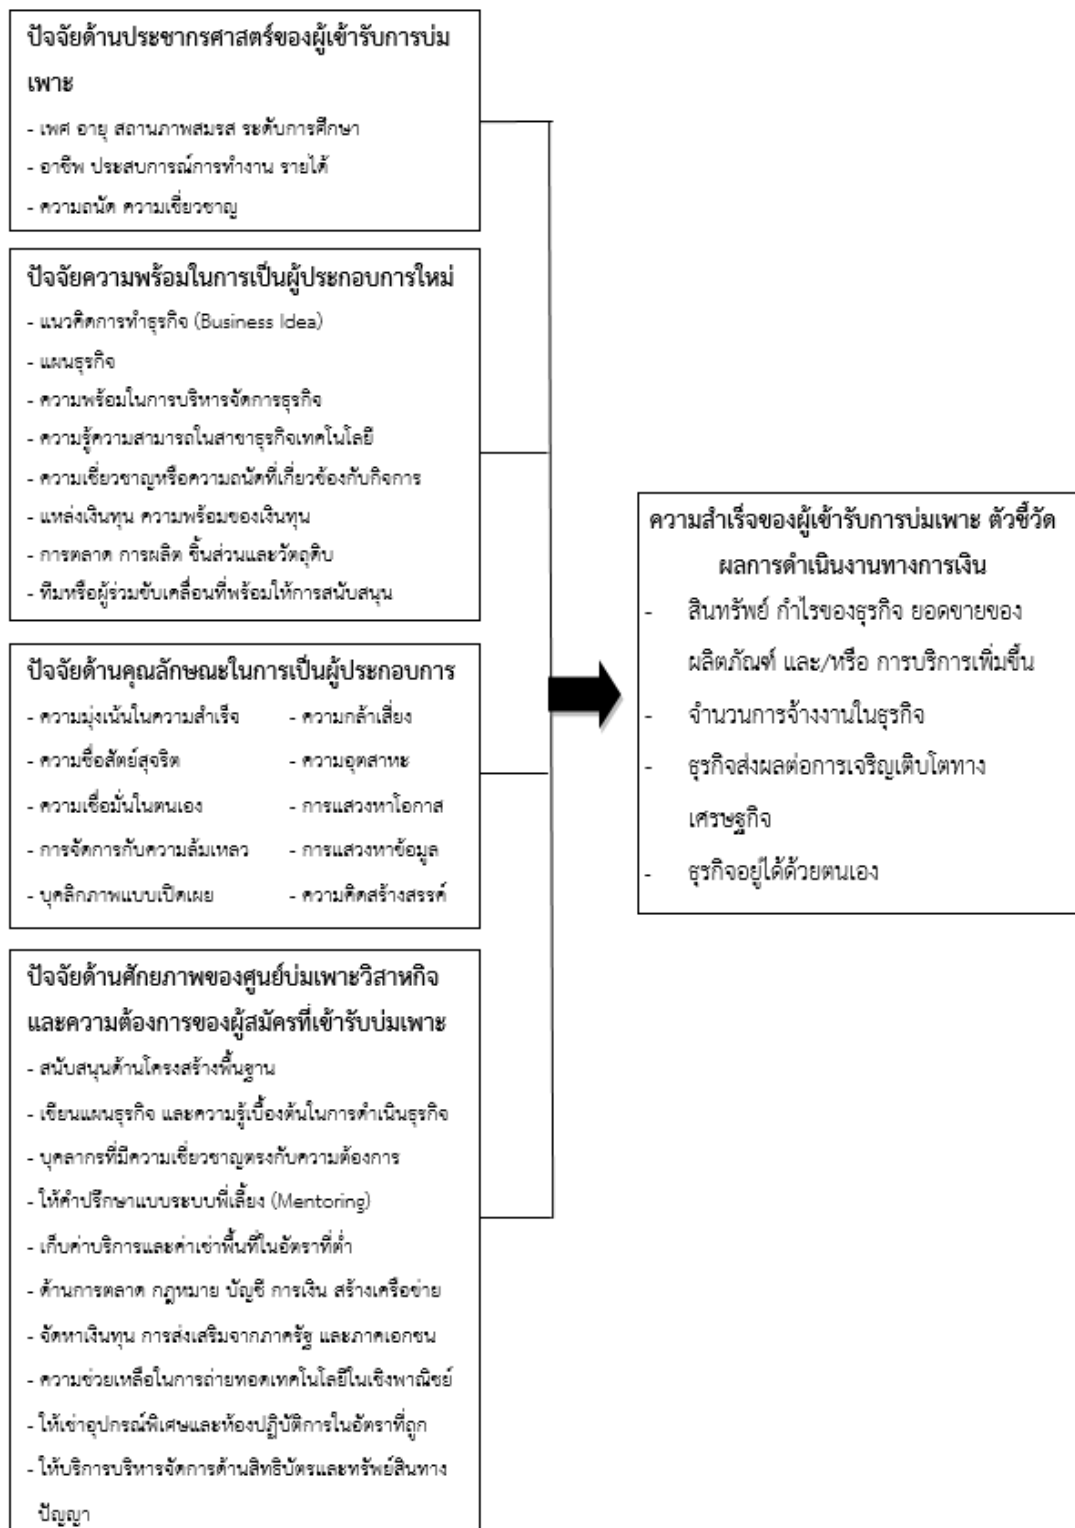 ปัจจัยด้านประชากรศาสตร์ของผู้เข้ารับการบ่ม
เพาะ
- เพศ อายุ สถานภาพสมรส ระดับการศึกษา
- อาชีพ ประสบการณ์การทำงาน รายได้
- ความถนัด ความเชี่ยวชาญ
ปัจจัยความพร้อมในการเป็นผู้ประกอบการใหม่
- แนวคิดการทำธุรกิจ (Business Idea)
- แผนธุรกิจ
- ความพร้อมในการบริหารจัดการธุรกิจ
- ความรู้ความสามารถในสาขาธุรกิจเทคโนโลยี
- ความเชี่ยวชาญหรือความถนัดที่เกี่ยวข้องกับกิจการ
- แหล่งเงินทุน ความพร้อมของเงินทุน
- การตลาด การผลิต ชิ้นส่วนและวัตถุดิบ
- ทีมหรือผู้ร่วมขับเคลื่อนที่พร้อมให้การสนับสนุน
ปัจจัยด้านคุณลักษณะในการเป็นผู้ประกอบการ
- ความมุ่งเน้นในความสำเร็จ - ความกล้าเสี่ยง
- ความซื่อสัตย์สุจริต - ความอุตสาหะ
- ความเชื่อมั่นในตนเอง - การแสวงหาโอกาส
- การจัดการกับความล้มเหลว - การแสวงหาข้อมูล
- บุคลิกภาพแบบเปิดเผย - ความคิดสร้างสรรค์
ปัจจัยด้านศักยภาพของศูนย์บ่มเพาะวิสาหกิจ
และความต้องการของผู้สมัครที่เข้ารับบ่มเพาะ
- สนับสนุนด้านโครงสร้างพื้นฐาน
- เขียนแผนธุรกิจ และความรู้เบื้องต้นในการดำเนินธุรกิจ
- บุคลากรที่มีความเชี่ยวชาญตรงกับความต้องการ
- ให้คำปรึกษาแบบระบบพี่เลี้ยง (Mentoring)
- เก็บค่าบริการและค่าเช่าพื้นที่ในอัตราที่ต่ำ
- ด้านการตลาด กฎหมาย บัญชี การเงิน สร้างเครือข่าย
- จัดหาเงินทุน การส่งเสริมจากภาครัฐ และภาคเอกชน
- ความช่วยเหลือในการถ่ายทอดเทคโนโลยีในเชิงพาณิชย์
- ให้เช่าอุปกรณ์พิเศษและห้องปฏิบัติการในอัตราที่ถูก
- ให้บริการบริหารจัดการด้านสิทธิบัตรและทรัพย์สินทาง
ปัญญา
ความสำเร็จของผู้เข้ารับการบ่มเพาะ ตัวชี้วัด
ผลการดำเนินงานทางการเงิน
- สินทรัพย์ กำไรของธุรกิจ ยอดขายของ
ผลิตภัณฑ์ และ/หรือ การบริการเพิ่มขึ้น
- จำนวนการจ้างงานในธุรกิจ
- ธุรกิจส่งผลต่อการเจริญเติบโตทาง
เศรษฐกิจ
- ธุรกิจอยู่ได้ด้วยตนเอง